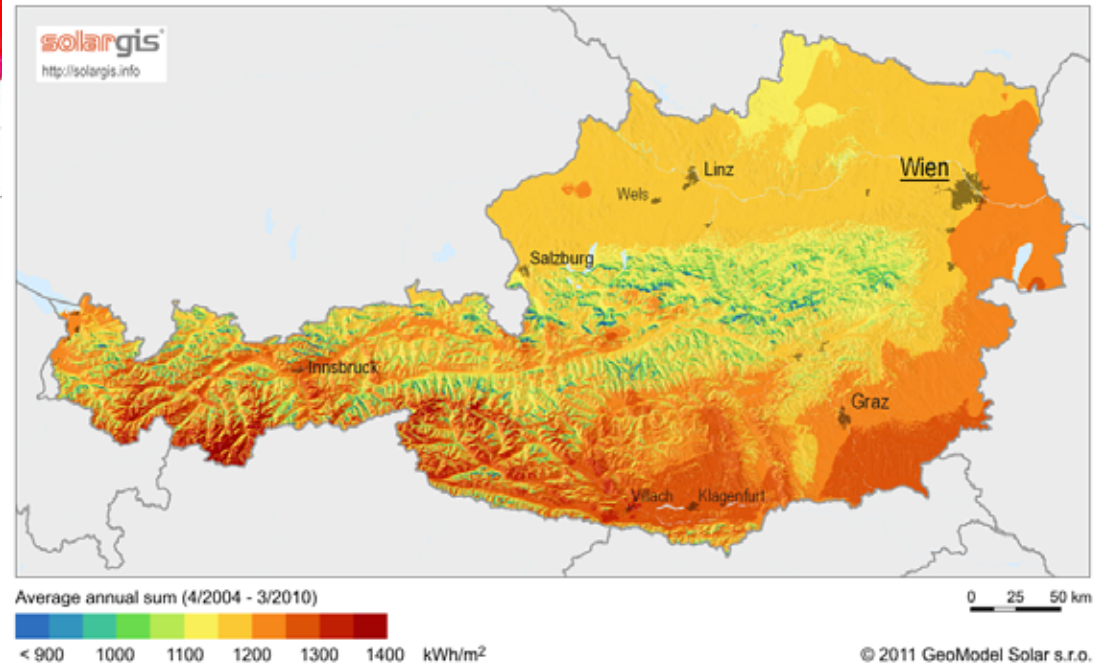 solargis
http://solargis.info
Linz
Wien
Wels
Salzburg
Innsbruck
Graz
Villach
Klagenfurt
Average annual sum (4/2004 - 3/2010)
0 25 50 km
< 900 1000 1100 1200 1300 1400 kWh/m²
© 2011 GeoModel Solar s.r.o.